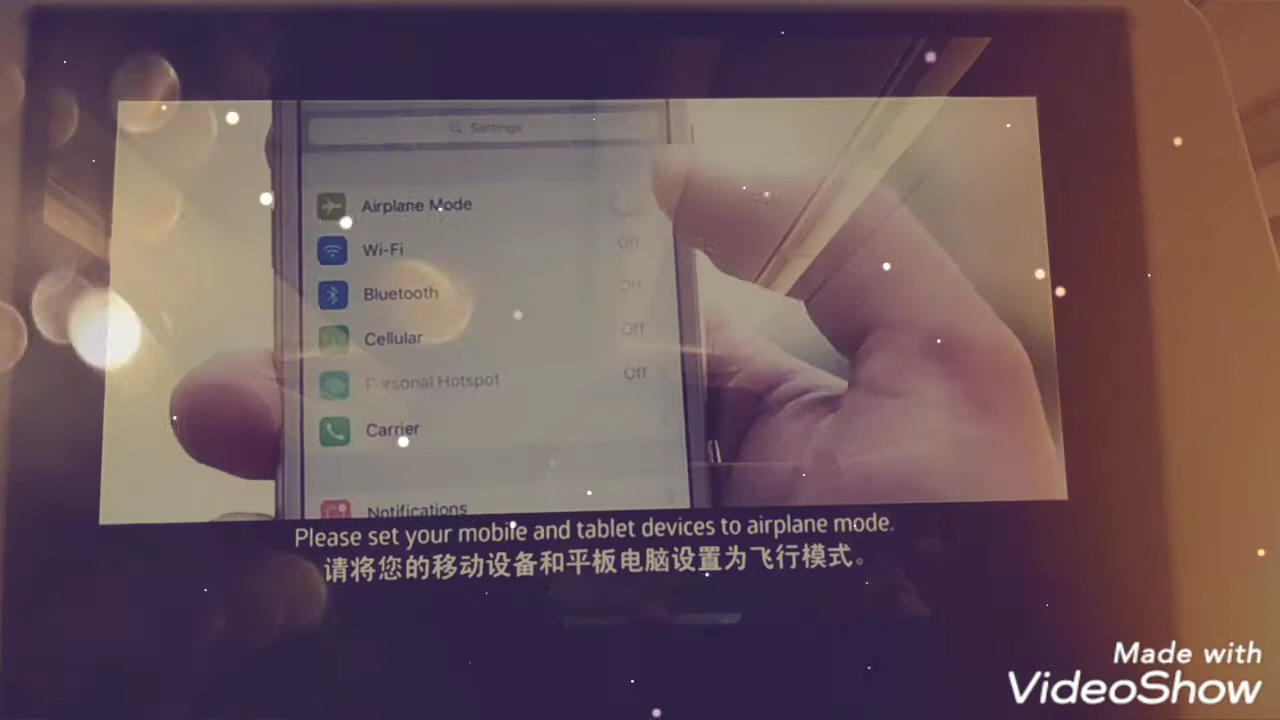 Settings
Airplane Mode
Wi-Fi
Off
Bluetooth
Off
Cellular
Off
Personal Hotspot
Off
Carrier
Notifications
Please set your mobile and tablet devices to airplane mode.
请将您的移动设备和平板电脑设置为飞行模式。
Made with
VideoShow